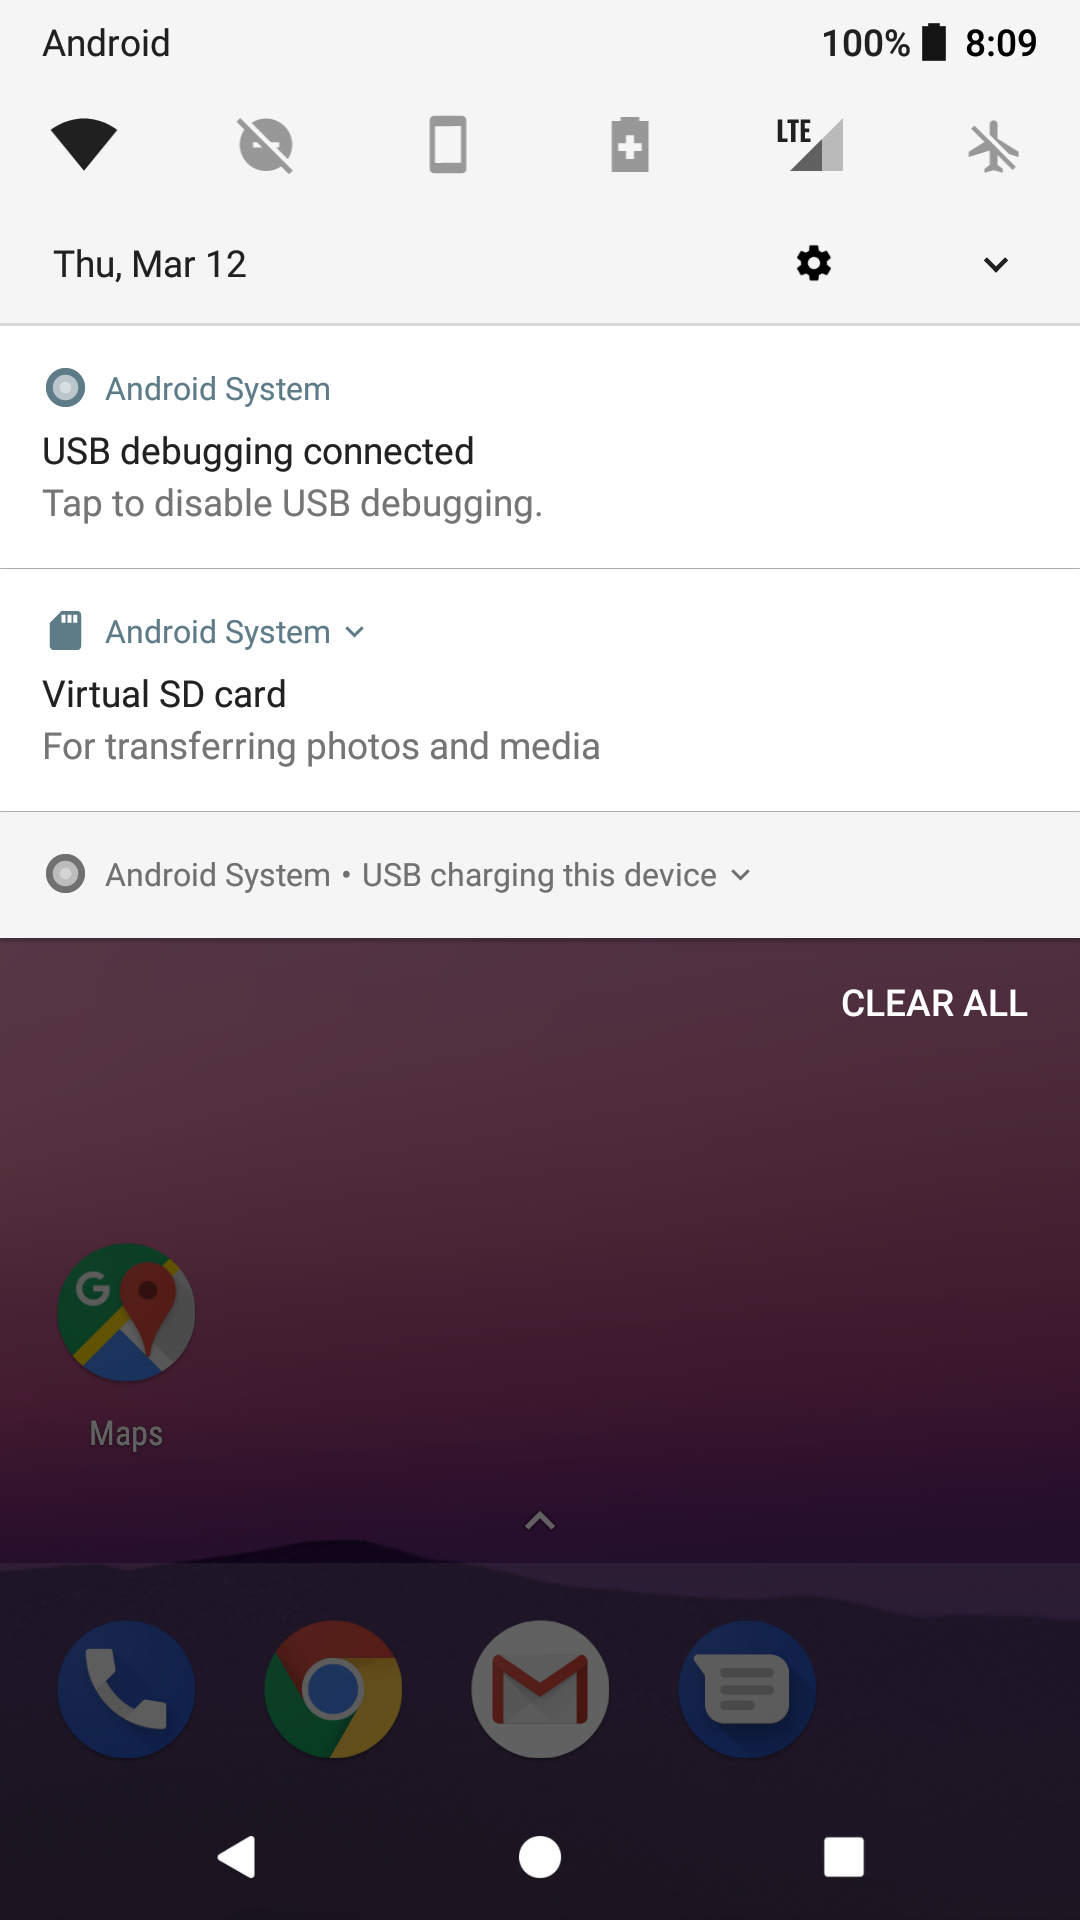 Android 100% 8:09
LTE
Thu, Mar 12
Android System
USB debugging connected
Tap to disable USB debugging.
Android System
Virtual SD card
For transferring photos and media
Android System • USB charging this device
CLEAR ALL
G
Maps